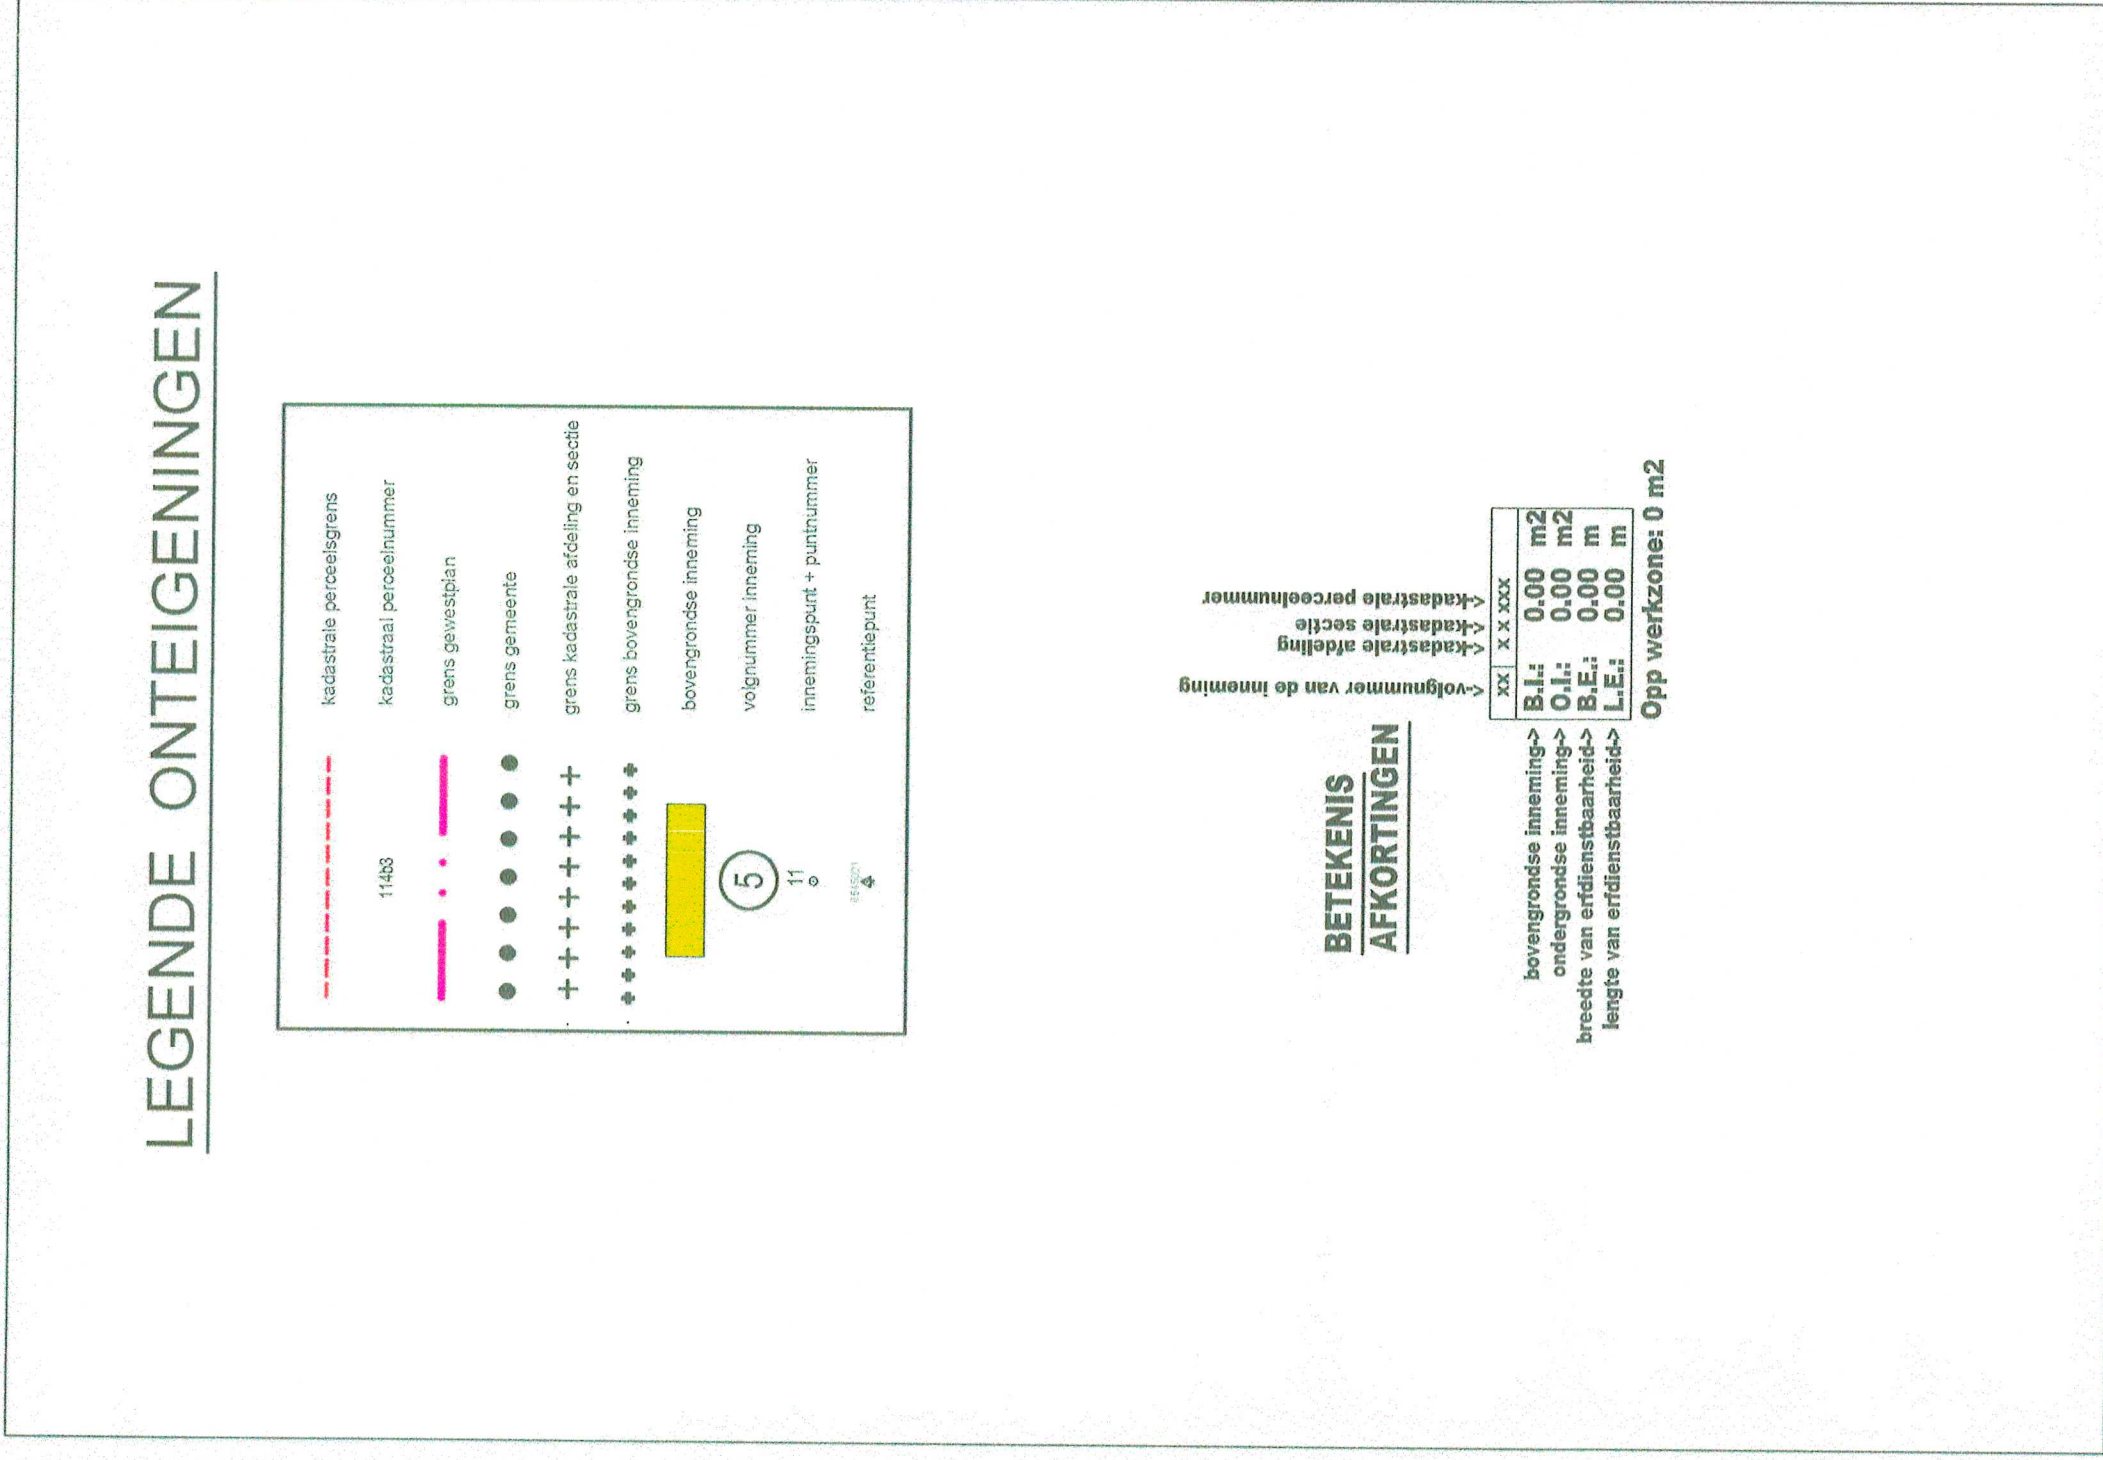 LEGENDE ONTEIGENINGEN
kadastrale perceelsgrens
114b3 kadastraal perceelnummer
grens gewestplan
grens gemeente
grens kadastrale afdeling en sectie
grens bovengrondse inneming
bovengrondse inneming
5 volgnummer inneming
11 innemingspunt + puntnummer
referentiepunt
BETEKENIS
AFKORTINGEN
<-volgnummer van de inneming
<-kadastrale afdeling
<-kadastrale sectie
<-kadastrale perceelnummer
xx x x xxx
bovengrondse inneming-> B.I.: 0.00 m2
ondergrondse inneming-> O.I.: 0.00 m2
breedte van erfdienstbaarheid-> B.E.: 0.00 m
lengte van erfdienstbaarheid-> L.E.: 0.00 m
Opp werkzone: 0 m2